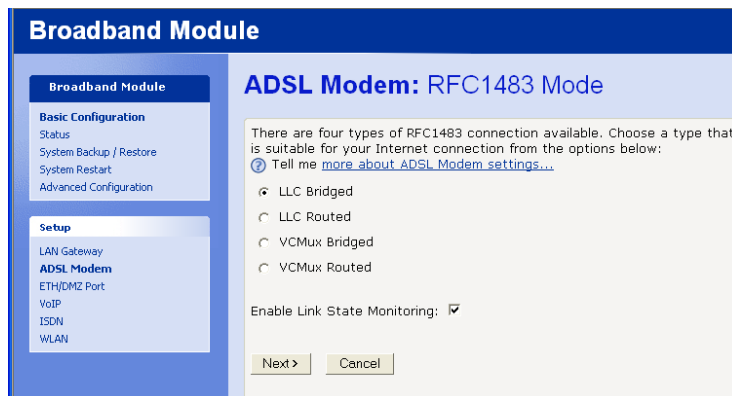 Broadband Module
Broadband Module
Basic Configuration
Status
System Backup / Restore
System Restart
Advanced Configuration
Setup
LAN Gateway
ADSL Modem
ETH/DMZ Port
VoIP
ISDN
WLAN
ADSL Modem: RFC1483 Mode
There are four types of RFC1483 connection available. Choose a type that
is suitable for your Internet connection from the options below:
? Tell me more about ADSL Modem settings...
LLC Bridged
LLC Routed
VCMux Bridged
VCMux Routed
Enable Link State Monitoring:
Next> Cancel